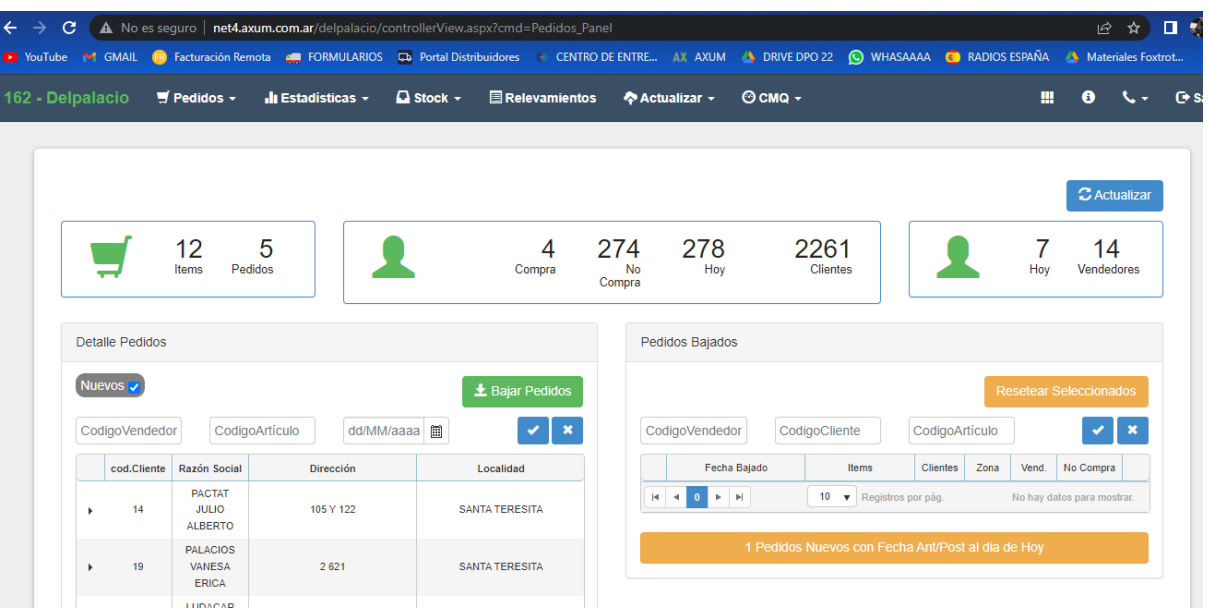 No es seguro net4.axum.com.ar/delpalacio/controllerView.aspx?cmd=Pedidos_Panel
YouTube GMAIL Facturación Remota FORMULARIOS Portal Distribuidores CENTRO DE ENTRE... AX AXUM DRIVE DPO 22 WHASAAAA RADIOS ESPAÑA Materiales Foxtrot...
162 - Delpalacio Pedidos Estadísticas Stock Relevamientos Actualizar CMQ
Actualizar
12 5 4 274 278 2261 7 14
Items Pedidos Compra No Compra Hoy Clientes Hoy Vendedores
Detalle Pedidos Pedidos Bajados
Nuevos Bajar Pedidos Resetear Seleccionados
CodigoVendedor CodigoArtículo dd/MM/aaaa CodigoVendedor CodigoCliente CodigoArtículo
cod.Cliente Razón Social Dirección Localidad Fecha Bajado Items Clientes Zona Vend. No Compra
14 PACTAT JULIO ALBERTO 105 Y 122 SANTA TERESITA
0 10 Registros por pág. No hay datos para mostrar.
1 Pedidos Nuevos con Fecha Ant/Post al dia de Hoy
19 PALACIOS VANESA ERICA 2 621 SANTA TERESITA